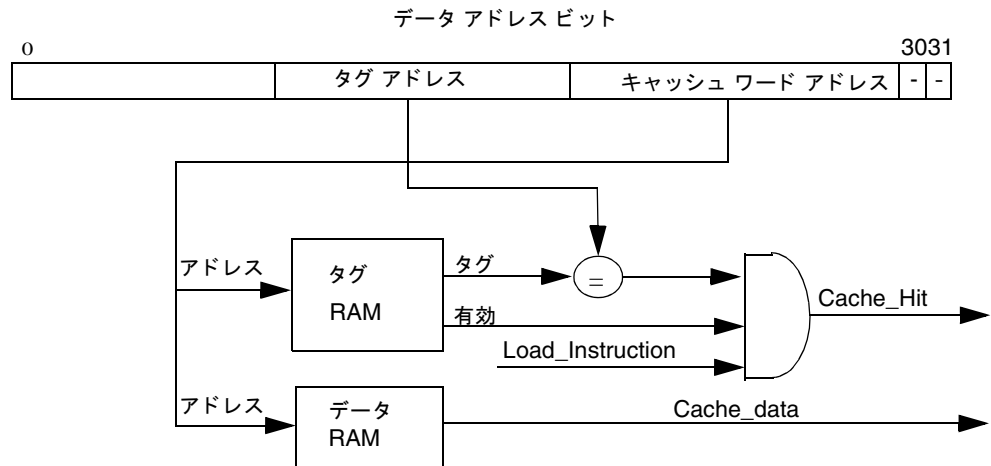 データ アドレス ビット
0 3031
タグ アドレス キャッシュ ワード アドレス - -
アドレス タグ RAM タグ =
有効
Load_Instruction
Cache_Hit
アドレス データ RAM Cache_data